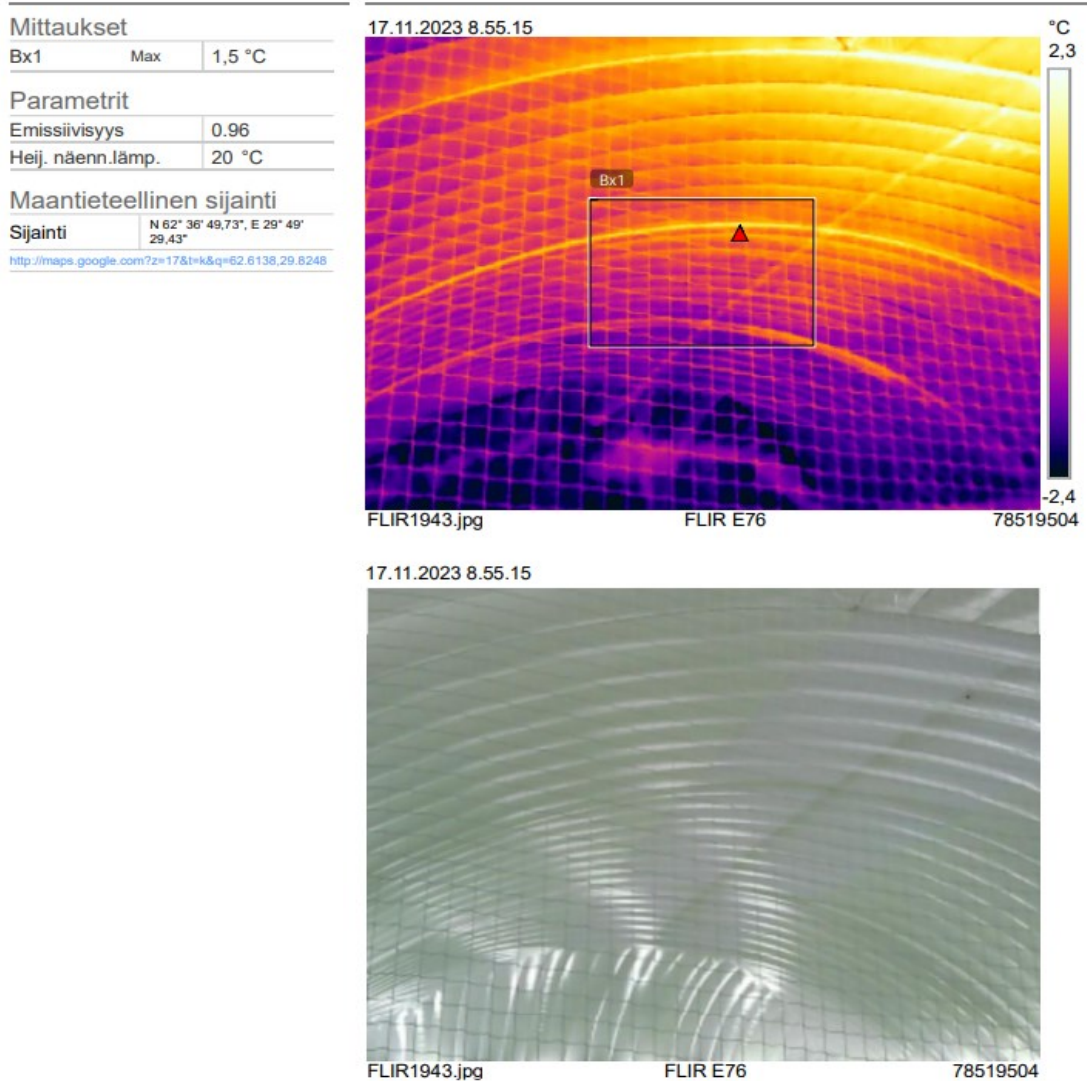 Mittaukset
Bx1 Max 1,5 °C
Parametrit
Emissiivisyys 0.96
Heij. näenn.lämp. 20 °C
Maantieteellinen sijainti
Sijainti N 62° 36' 49,73", E 29° 49'
29,43"
http://maps.google.com?z=17&t=k&q=62.6138,29.8248
17.11.2023 8.55.15
°C
2,3
Bx1
-2,4
FLIR1943.jpg FLIR E76 78519504
17.11.2023 8.55.15
FLIR1943.jpg FLIR E76 78519504